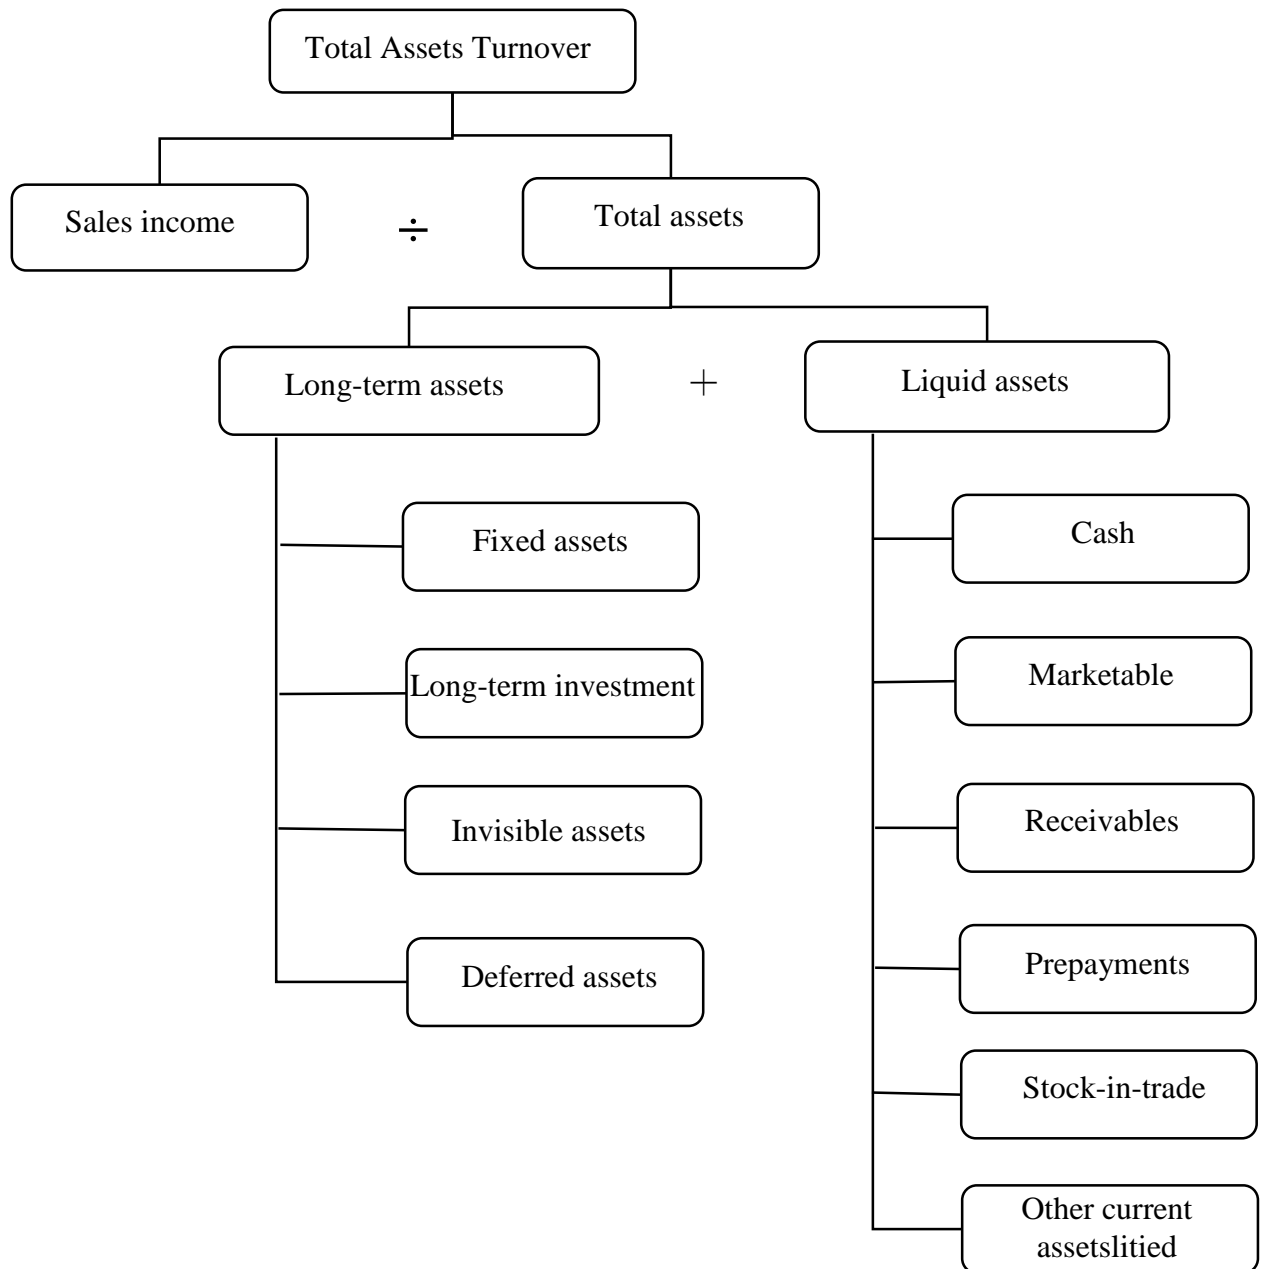 Total Assets Turnover
Sales income
÷
Total assets
Long-term assets
+
Liquid assets
Fixed assets
Long-term investment
Invisible assets
Deferred assets
Cash
Marketable
Receivables
Prepayments
Stock-in-trade
Other current
assetslitied